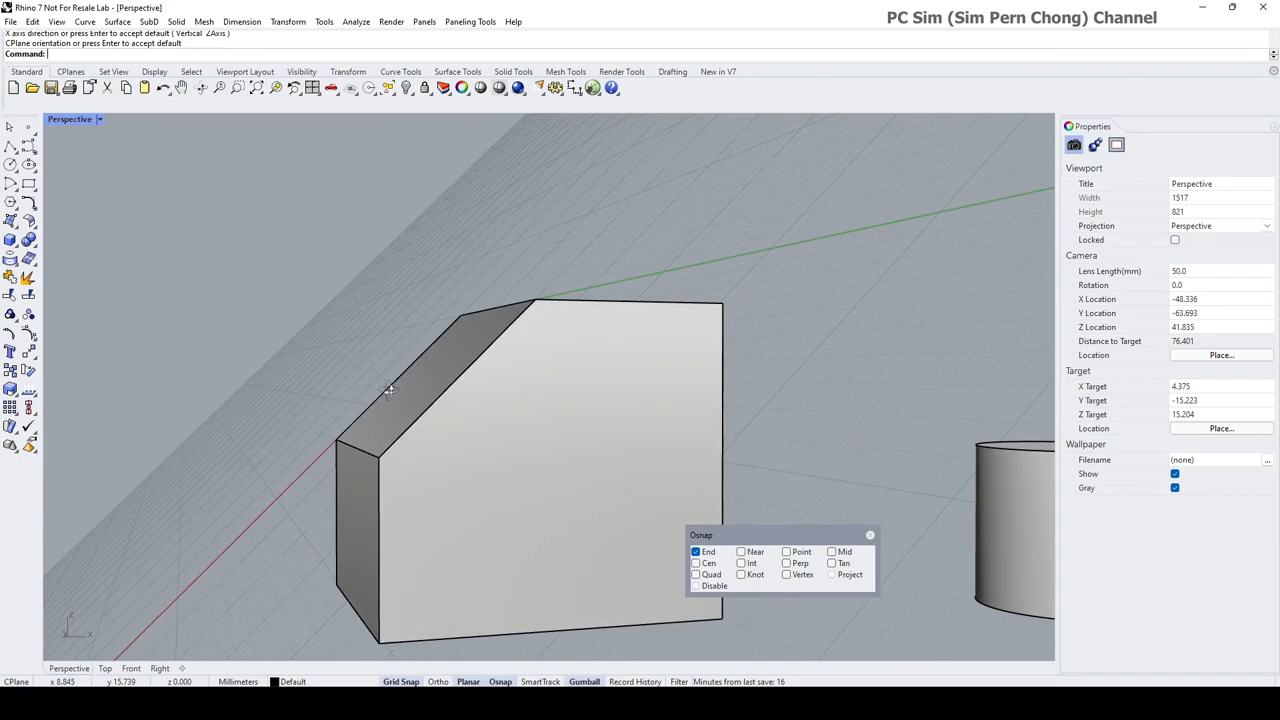 Rhino 7 Not For Resale Lab - [Perspective]
PC Sim (Sim Pern Chong) Channel
File Edit View Curve Surface SubD Solid Mesh Dimension Transform Tools Analyze Render Panels Paneling Tools Help
X axis direction or press Enter to accept default ( Vertical ZAxis )
CPlane orientation or press Enter to accept default
Command:
Standard CPlanes Set View Display Select Viewport Layout Visibility Transform Curve Tools Surface Tools Solid Tools Mesh Tools Render Tools Drafting New in V7
Perspective
Properties
Viewport
Title Perspective
Width 1517
Height 821
Projection Perspective
Locked
Camera
Lens Length(mm) 50.0
Rotation 0.0
X Location -48.336
Y Location -63.693
Z Location 41.835
Distance to Target 76.401
Location Place...
Target
X Target 4.375
Y Target -15.223
Z Target 15.204
Location Place...
Wallpaper
Filename (none) ...
Show
Gray
Osnap
End Near Point Mid
Cen Int Perp Tan
Quad Knot Vertex Project
Disable
z
y x
Perspective Top Front Right
CPlane x 8.845 y 15.739 z 0.000 Millimeters Default Grid Snap Ortho Planar Osnap SmartTrack Gumball Record History Filter Minutes from last save: 16